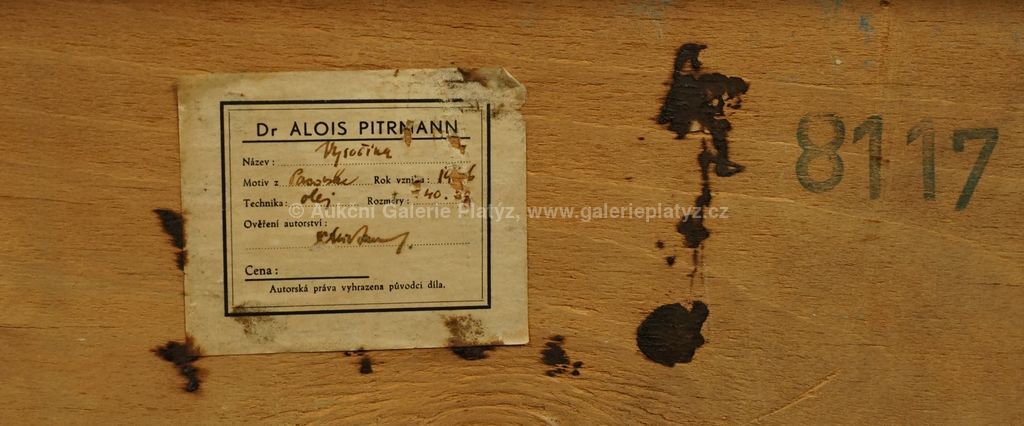 Dr ALOIS PITRMANN
Název : Vysočina
Motiv z Rok vzniku :
Technika : olej Rozměry : 40.
Ověření autorství :
Cena :
Autorská práva vyhrazena původci díla.
8117
© Aukční Galerie Platýz, www.galerieplatyz.cz